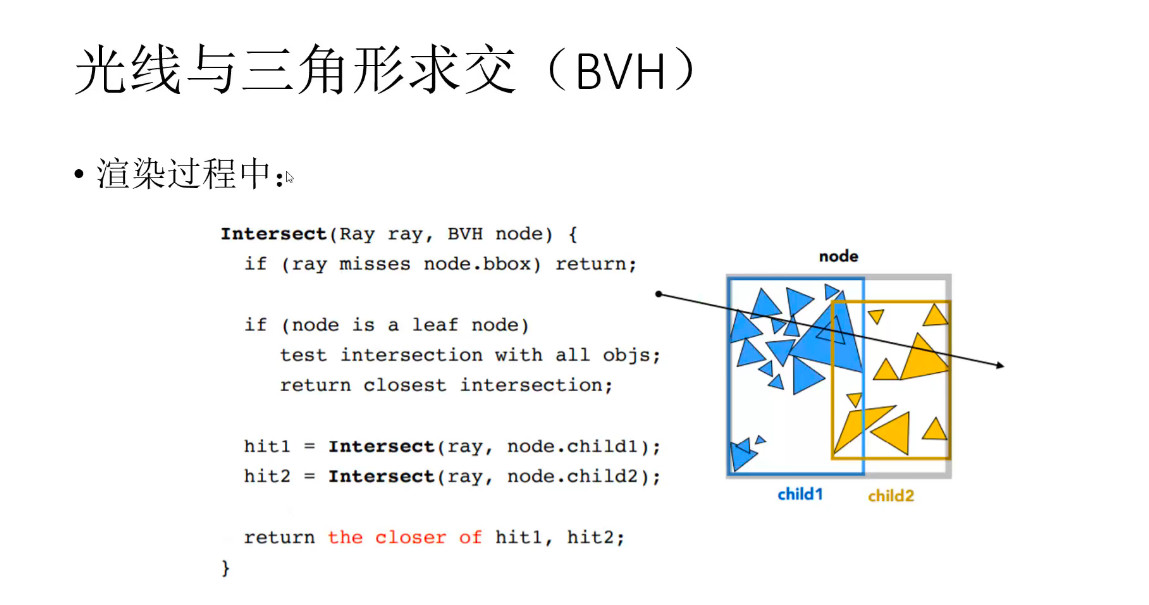 光线与三角形求交（BVH）
• 渲染过程中:
Intersect(Ray ray, BVH node) {
if (ray misses node.bbox) return;
if (node is a leaf node)
test intersection with all objs;
return closest intersection;
hit1 = Intersect(ray, node.child1);
hit2 = Intersect(ray, node.child2);
return the closer of hit1, hit2;
}
node
child1
child2